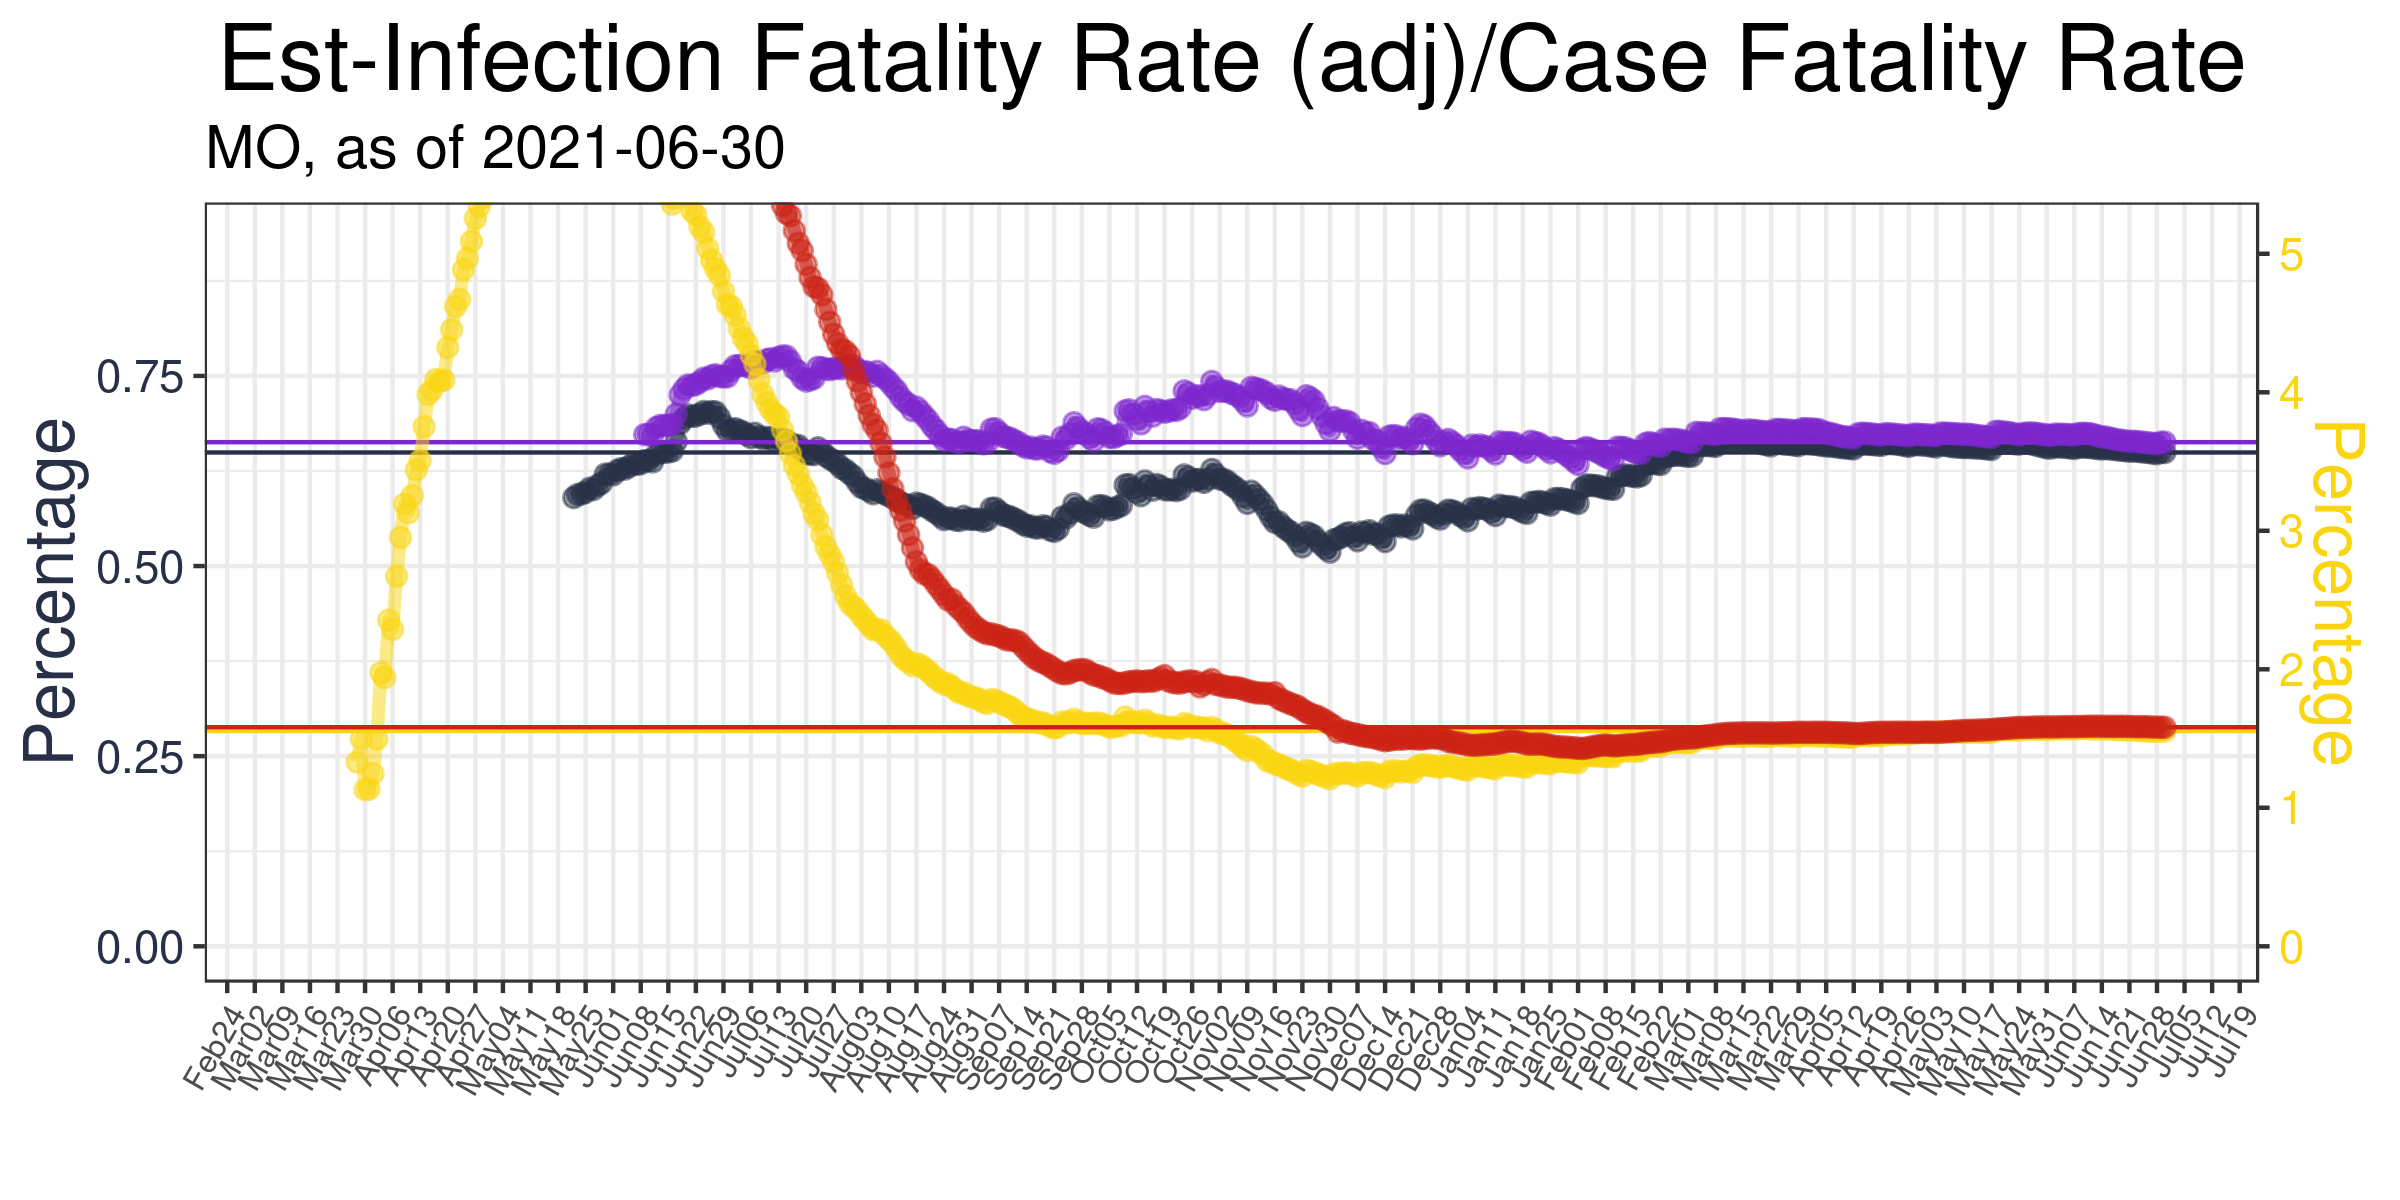 Est-Infection Fatality Rate (adj)/Case Fatality Rate
MO, as of 2021-06-30
Percentage
0.75
0.50
0.25
0.00
5
4
3
2
1
0
Percentage
Feb24
Mar02
Mar09
Mar16
Mar23
Mar30
Apr06
Apr13
Apr20
Apr27
May04
May11
May18
May25
Jun01
Jun08
Jun15
Jun22
Jun29
Jul06
Jul13
Jul20
Jul27
Aug03
Aug10
Aug17
Aug24
Aug31
Sep07
Sep14
Sep21
Sep28
Oct05
Oct12
Oct19
Oct26
Nov02
Nov09
Nov16
Nov23
Nov30
Dec07
Dec14
Dec21
Dec28
Jan04
Jan11
Jan18
Jan25
Feb01
Feb08
Feb15
Feb22
Mar01
Mar08
Mar15
Mar22
Mar29
Apr05
Apr12
Apr19
Apr26
May03
May10
May17
May24
May31
Jun07
Jun14
Jun21
Jun28
Jul05
Jul12
Jul19